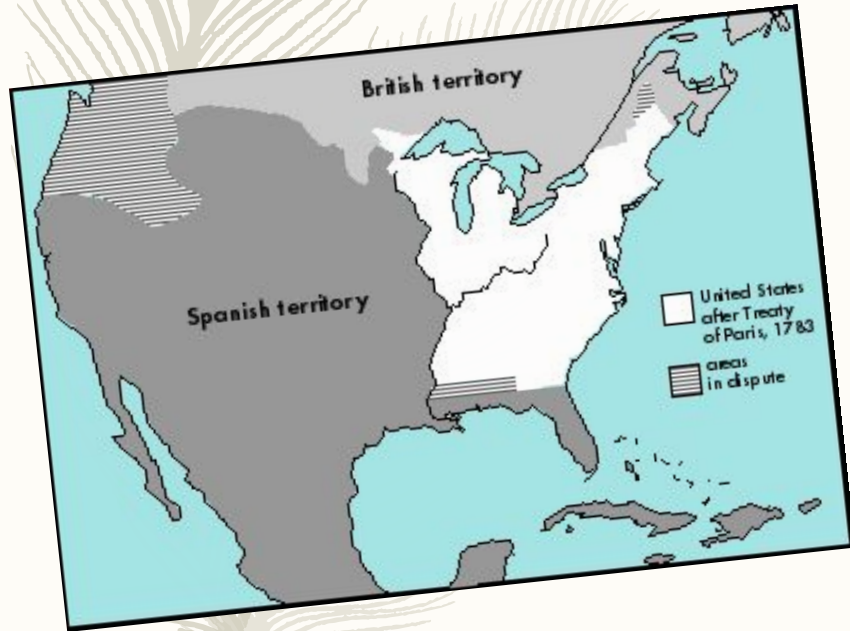 British territory
Spanish territory
United States
after Treaty
of Paris, 1783
areas
in dispute